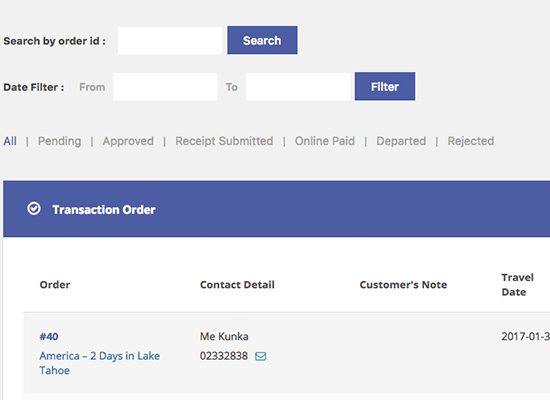 Search by order id : Search
Date Filter : From To Filter
All | Pending | Approved | Receipt Submitted | Online Paid | Departed | Rejected
Transaction Order
Order Contact Detail Customer's Note Travel
Date
#40 Me Kunka 2017-01-3
America – 2 Days in Lake 02332838
Tahoe